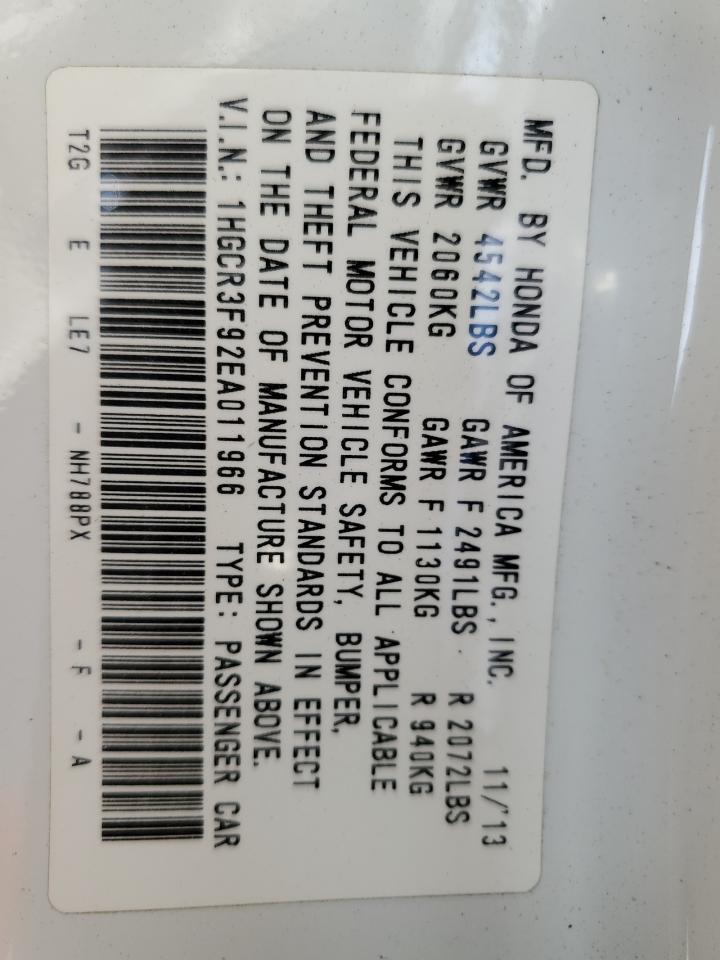 MFD. BY HONDA OF AMERICA MFG., INC. 11/'13
GVWR 4542LBS GAWR F 2491LBS R 2072LBS
GVWR 2060KG GAWR F 1130KG R 940KG
THIS VEHICLE CONFORMS TO ALL APPLICABLE
FEDERAL MOTOR VEHICLE SAFETY, BUMPER,
AND THEFT PREVENTION STANDARDS IN EFFECT
ON THE DATE OF MANUFACTURE SHOWN ABOVE.
V.I.N.: 1HGCR3F92EA011966 TYPE: PASSENGER CAR
T2G E LE7 - NH788PX - F - A